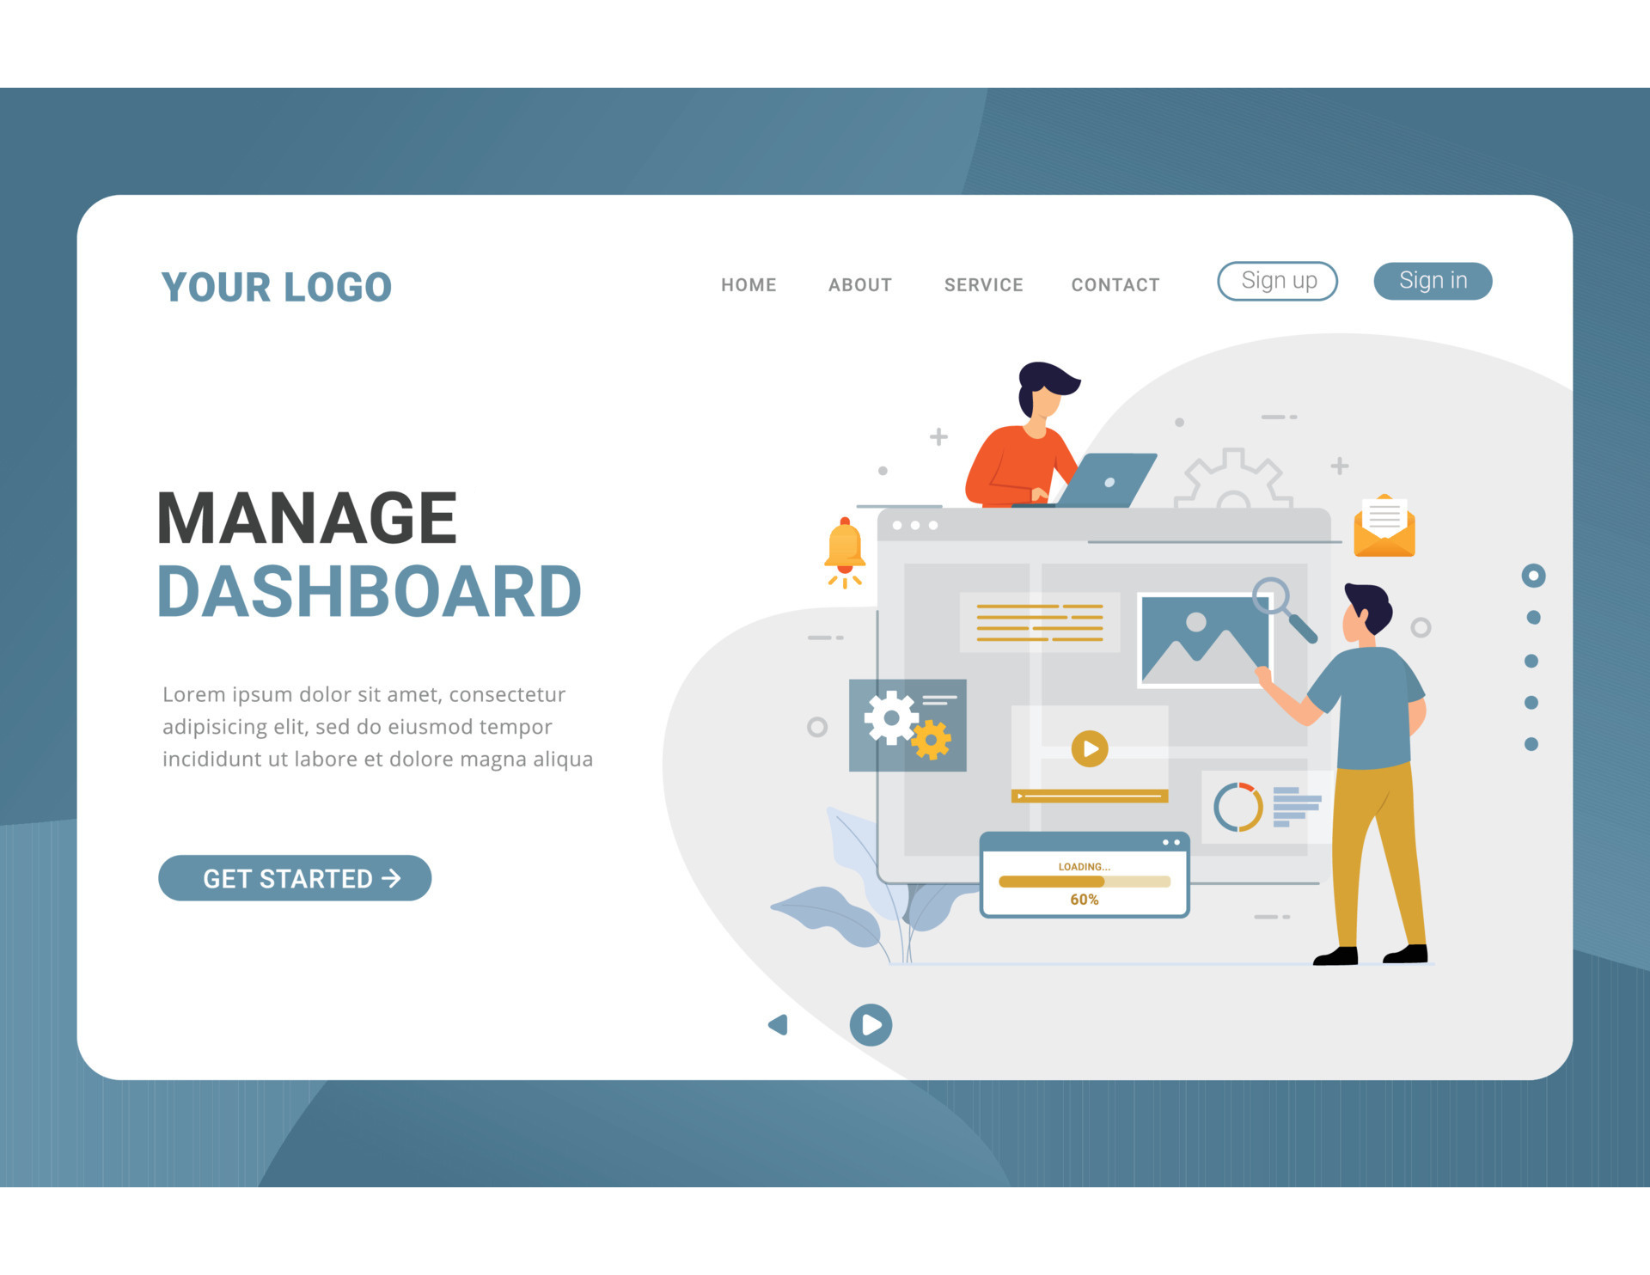 YOUR LOGO
HOME ABOUT SERVICE CONTACT Sign up Sign in
MANAGE
DASHBOARD
Lorem ipsum dolor sit amet, consectetur
adipisicing elit, sed do eiusmod tempor
incididunt ut labore et dolore magna aliqua
GET STARTED →
LOADING...
60%